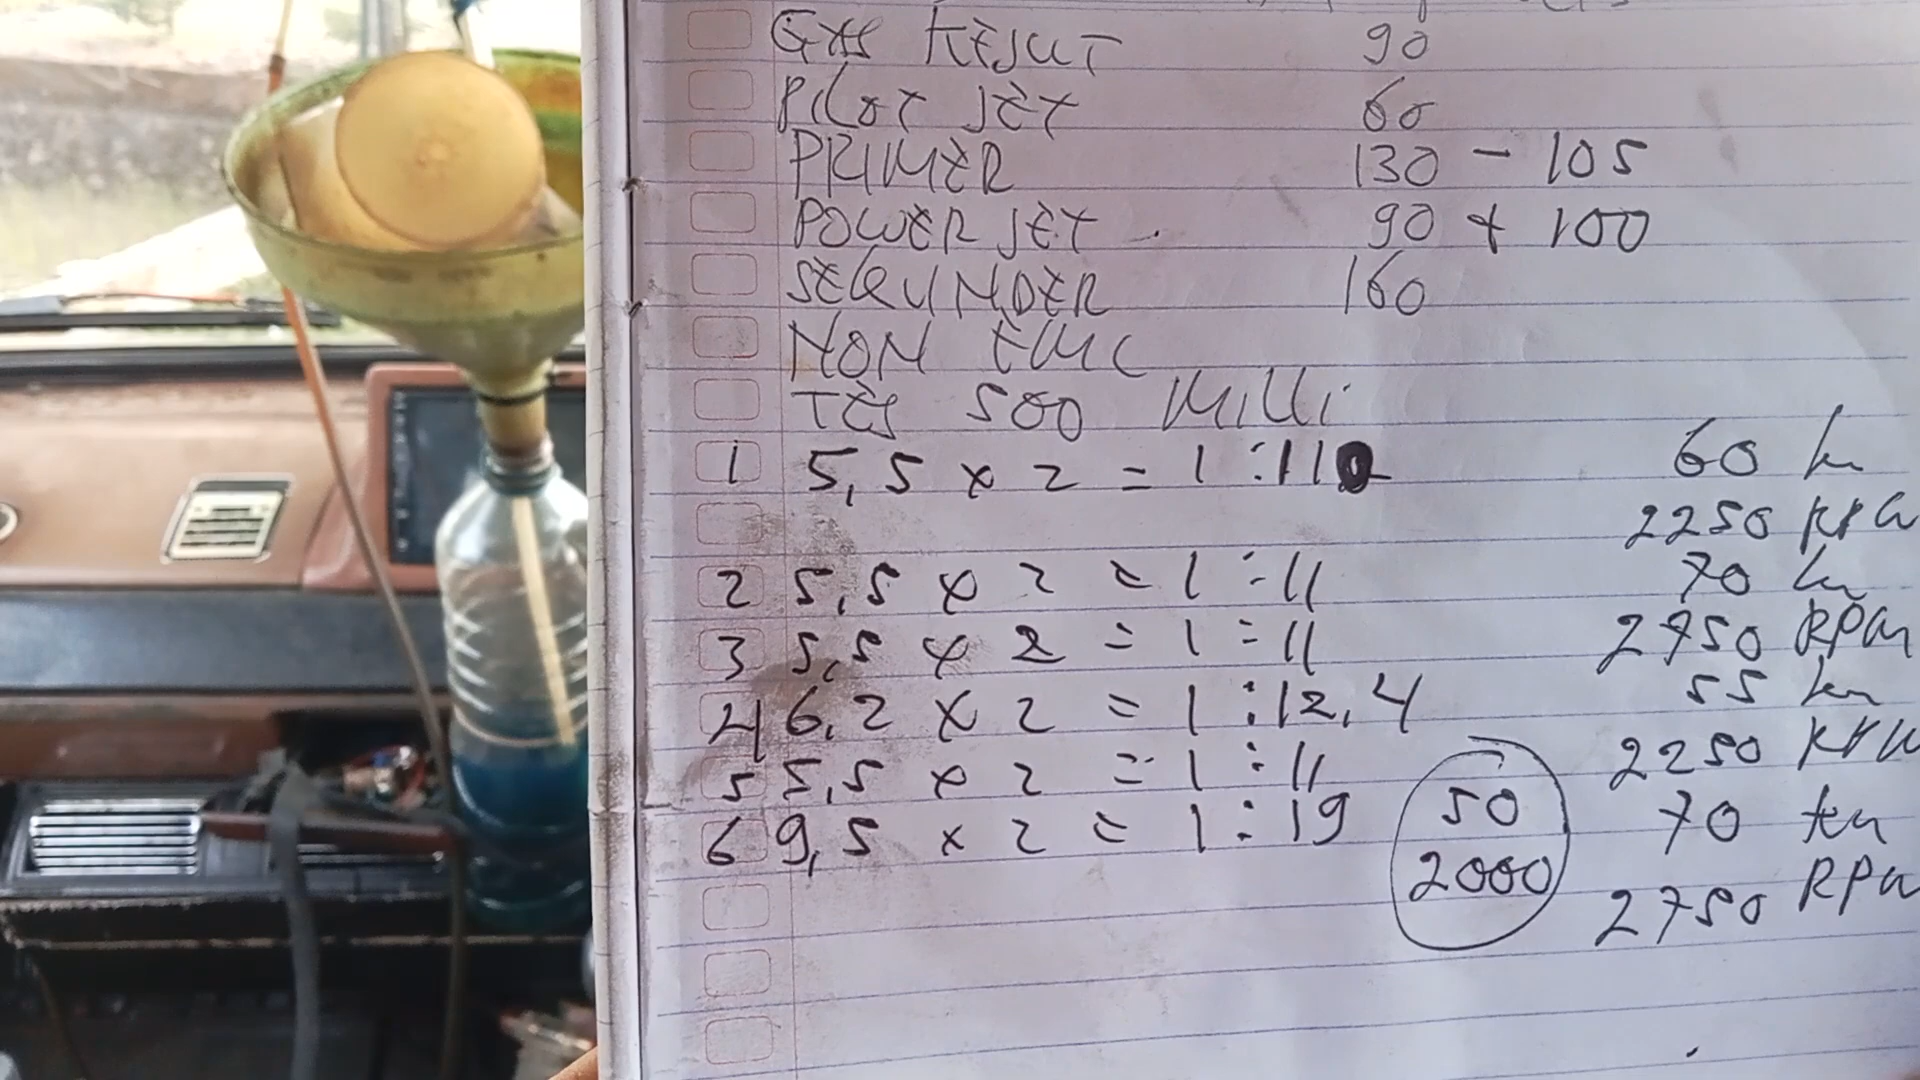 GAS KEJUT 90
PILOT JET 60
PRIMER 130 - 105
POWER JET 90 + 100
SEQUNDER 160
NON EMC
TES 500 Milli
1 5,5 x 2 = 1:11 60 km
2250 RPM
2 5,5 x 2 = 1:11 70 km
3 5,5 x 2 = 1:11 2750 RPM
4 6,2 x 2 = 1:12,4 55 km
5 5,5 x 2 = 1:11 2250 RPM
6 9,5 x 2 = 1:19 50 70 km
2000 2750 RPM